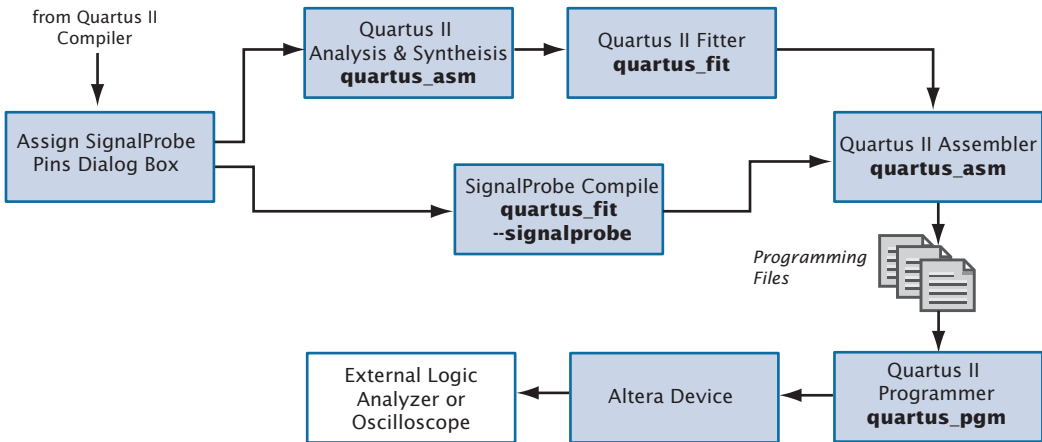 from Quartus II
Compiler
Quartus II
Analysis & Syntheisis
quartus_asm
Quartus II Fitter
quartus_fit
Assign SignalProbe
Pins Dialog Box
SignalProbe Compile
quartus_fit
--signalprobe
Quartus II Assembler
quartus_asm
Programming
Files
External Logic
Analyzer or
Oscilloscope
Altera Device
Quartus II
Programmer
quartus_pgm